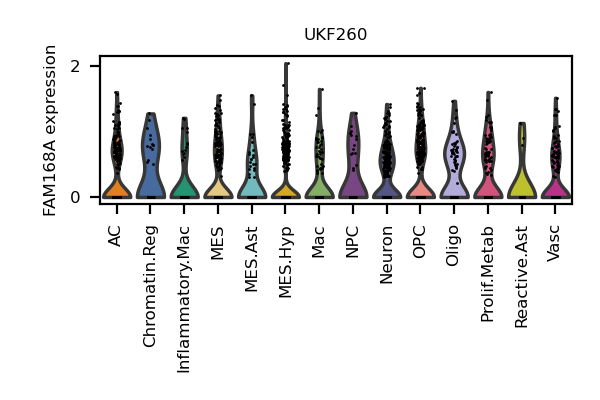 UKF260
FAM168A expression
2
0
AC
Chromatin.Reg
Inflammatory.Mac
MES
MES.Ast
MES.Hyp
Mac
NPC
Neuron
OPC
Oligo
Prolif.Metab
Reactive.Ast
Vasc